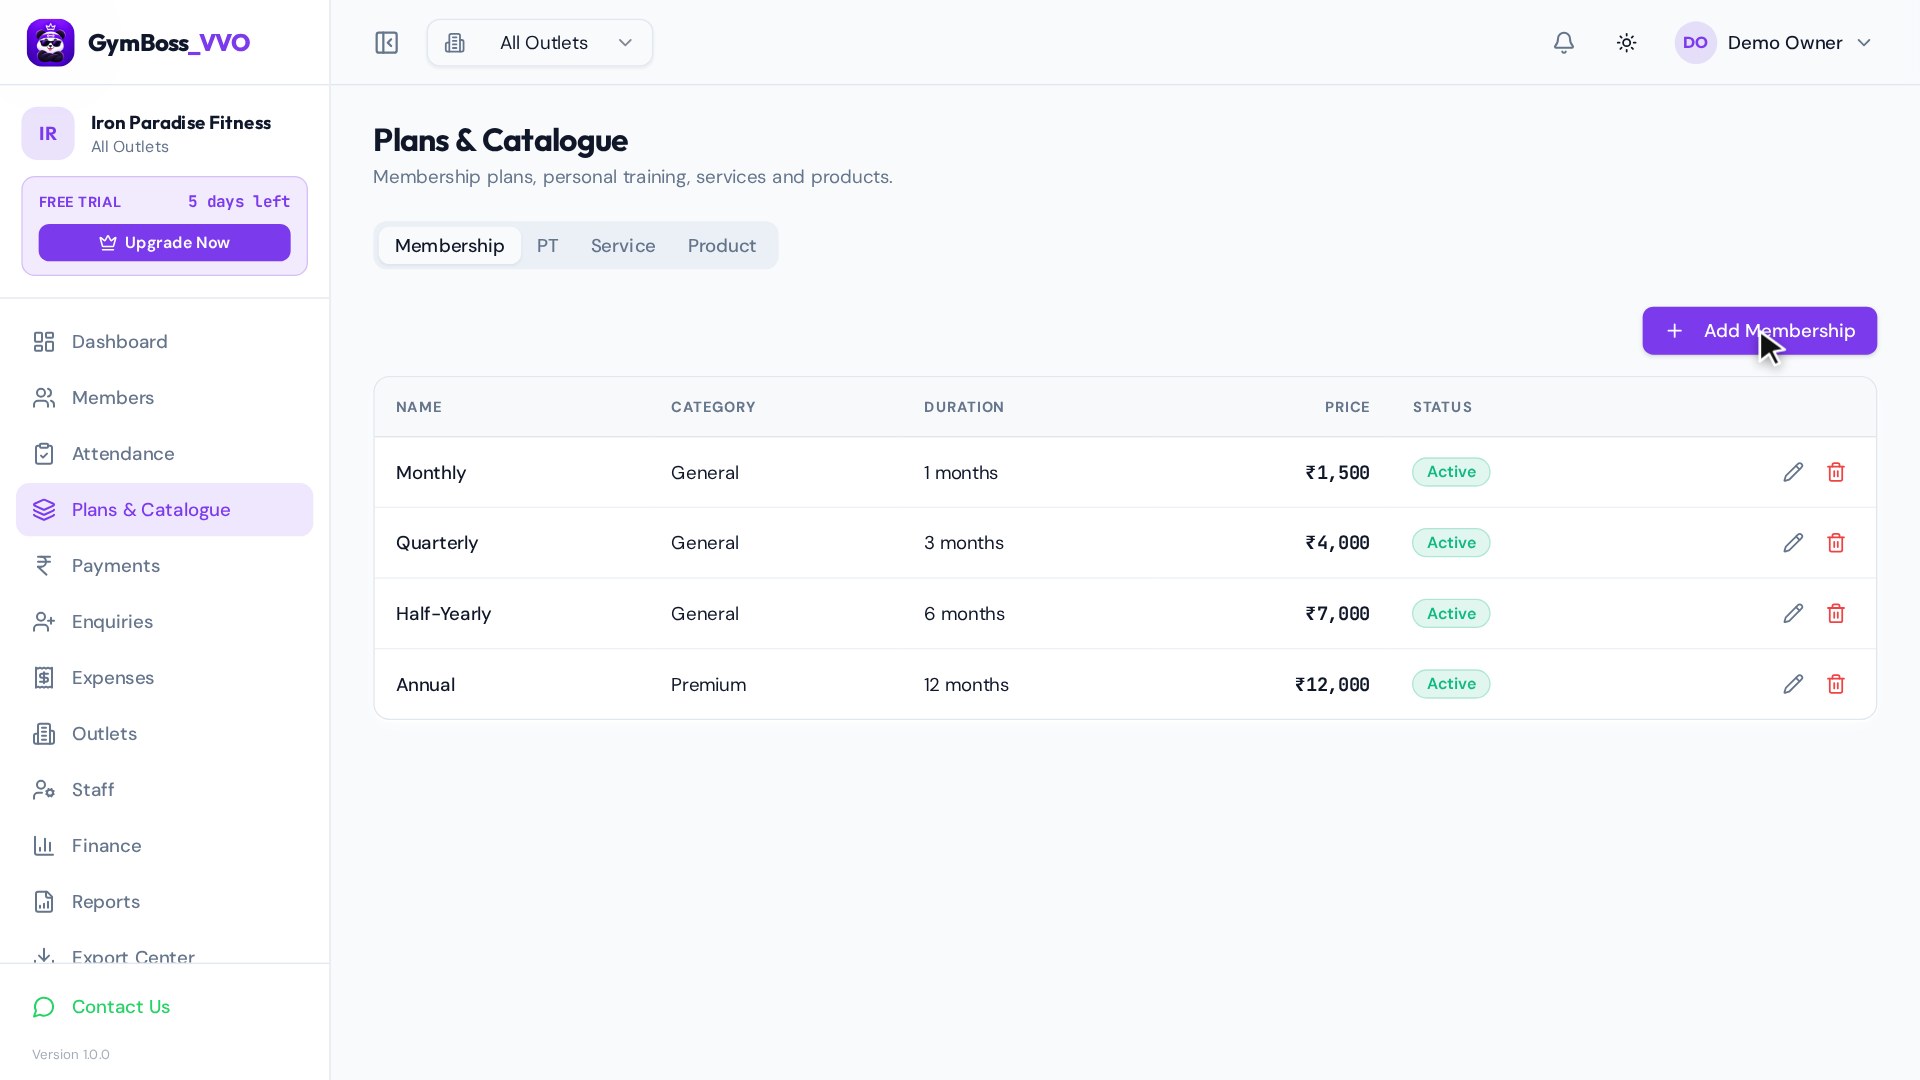 GymBoss_VVO
All Outlets
DO Demo Owner
IR Iron Paradise Fitness
All Outlets
FREE TRIAL 5 days left
Upgrade Now
Dashboard
Members
Attendance
Plans & Catalogue
Payments
Enquiries
Expenses
Outlets
Staff
Finance
Reports
Export Center
Contact Us
Version 1.0.0
Plans & Catalogue
Membership plans, personal training, services and products.
Membership PT Service Product
+ Add Membership
NAME CATEGORY DURATION PRICE STATUS
Monthly General 1 months ₹1,500 Active
Quarterly General 3 months ₹4,000 Active
Half-Yearly General 6 months ₹7,000 Active
Annual Premium 12 months ₹12,000 Active